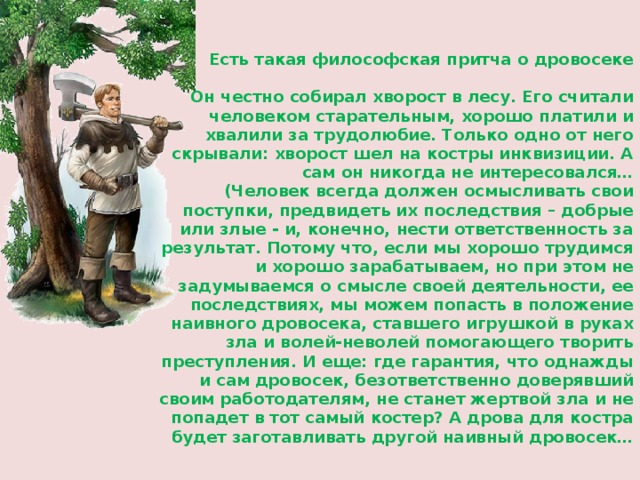 Есть такая философская притча о дровосеке
Он честно собирал хворост в лесу. Его считали
человеком старательным, хорошо платили и
хвалили за трудолюбие. Только одно от него
скрывали: хворост шел на костры инквизиции. А
сам он никогда не интересовался…
(Человек всегда должен осмысливать свои
поступки, предвидеть их последствия – добрые
или злые - и, конечно, нести ответственность за
результат. Потому что, если мы хорошо трудимся
и хорошо зарабатываем, но при этом не
задумываемся о смысле своей деятельности, ее
последствиях, мы можем попасть в положение
наивного дровосека, ставшего игрушкой в руках
зла и волей-неволей помогающего творить
преступления. И еще: где гарантия, что однажды
и сам дровосек, безответственно доверявший
своим работодателям, не станет жертвой зла и не
попадет в тот самый костер? А дрова для костра
будет заготавливать другой наивный дровосек…